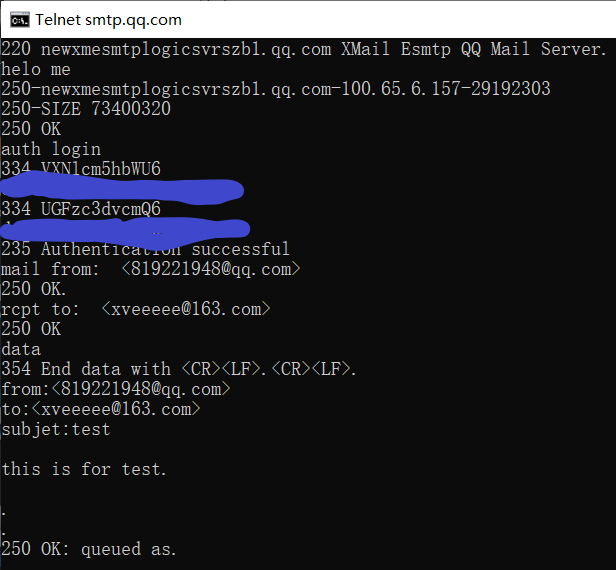 Telnet smtp.qq.com
220 newxmesmtplogicsvrszb1.qq.com XMail Esmtp QQ Mail Server.
helo me
250-newxmesmtplogicsvrszb1.qq.com-100.65.6.157-29192303
250-SIZE 73400320
250 OK
auth login
334 VXNlcm5hbWU6
334 UGFzc3dvcmQ6
235 Authentication successful
mail from:  <819221948@qq.com>
250 OK.
rcpt to:  <xveeeee@163.com>
250 OK
data
354 End data with <CR><LF>.<CR><LF>.
from:<819221948@qq.com>
to:<xveeeee@163.com>
subjet:test
this is for test.
.
.
250 OK: queued as.